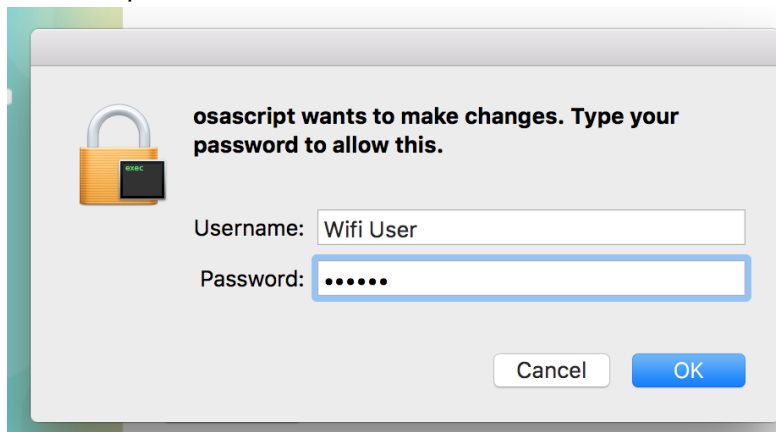 osascript wants to make changes. Type your
password to allow this.
exec
Username: Wifi User
Password: ••••••
Cancel OK